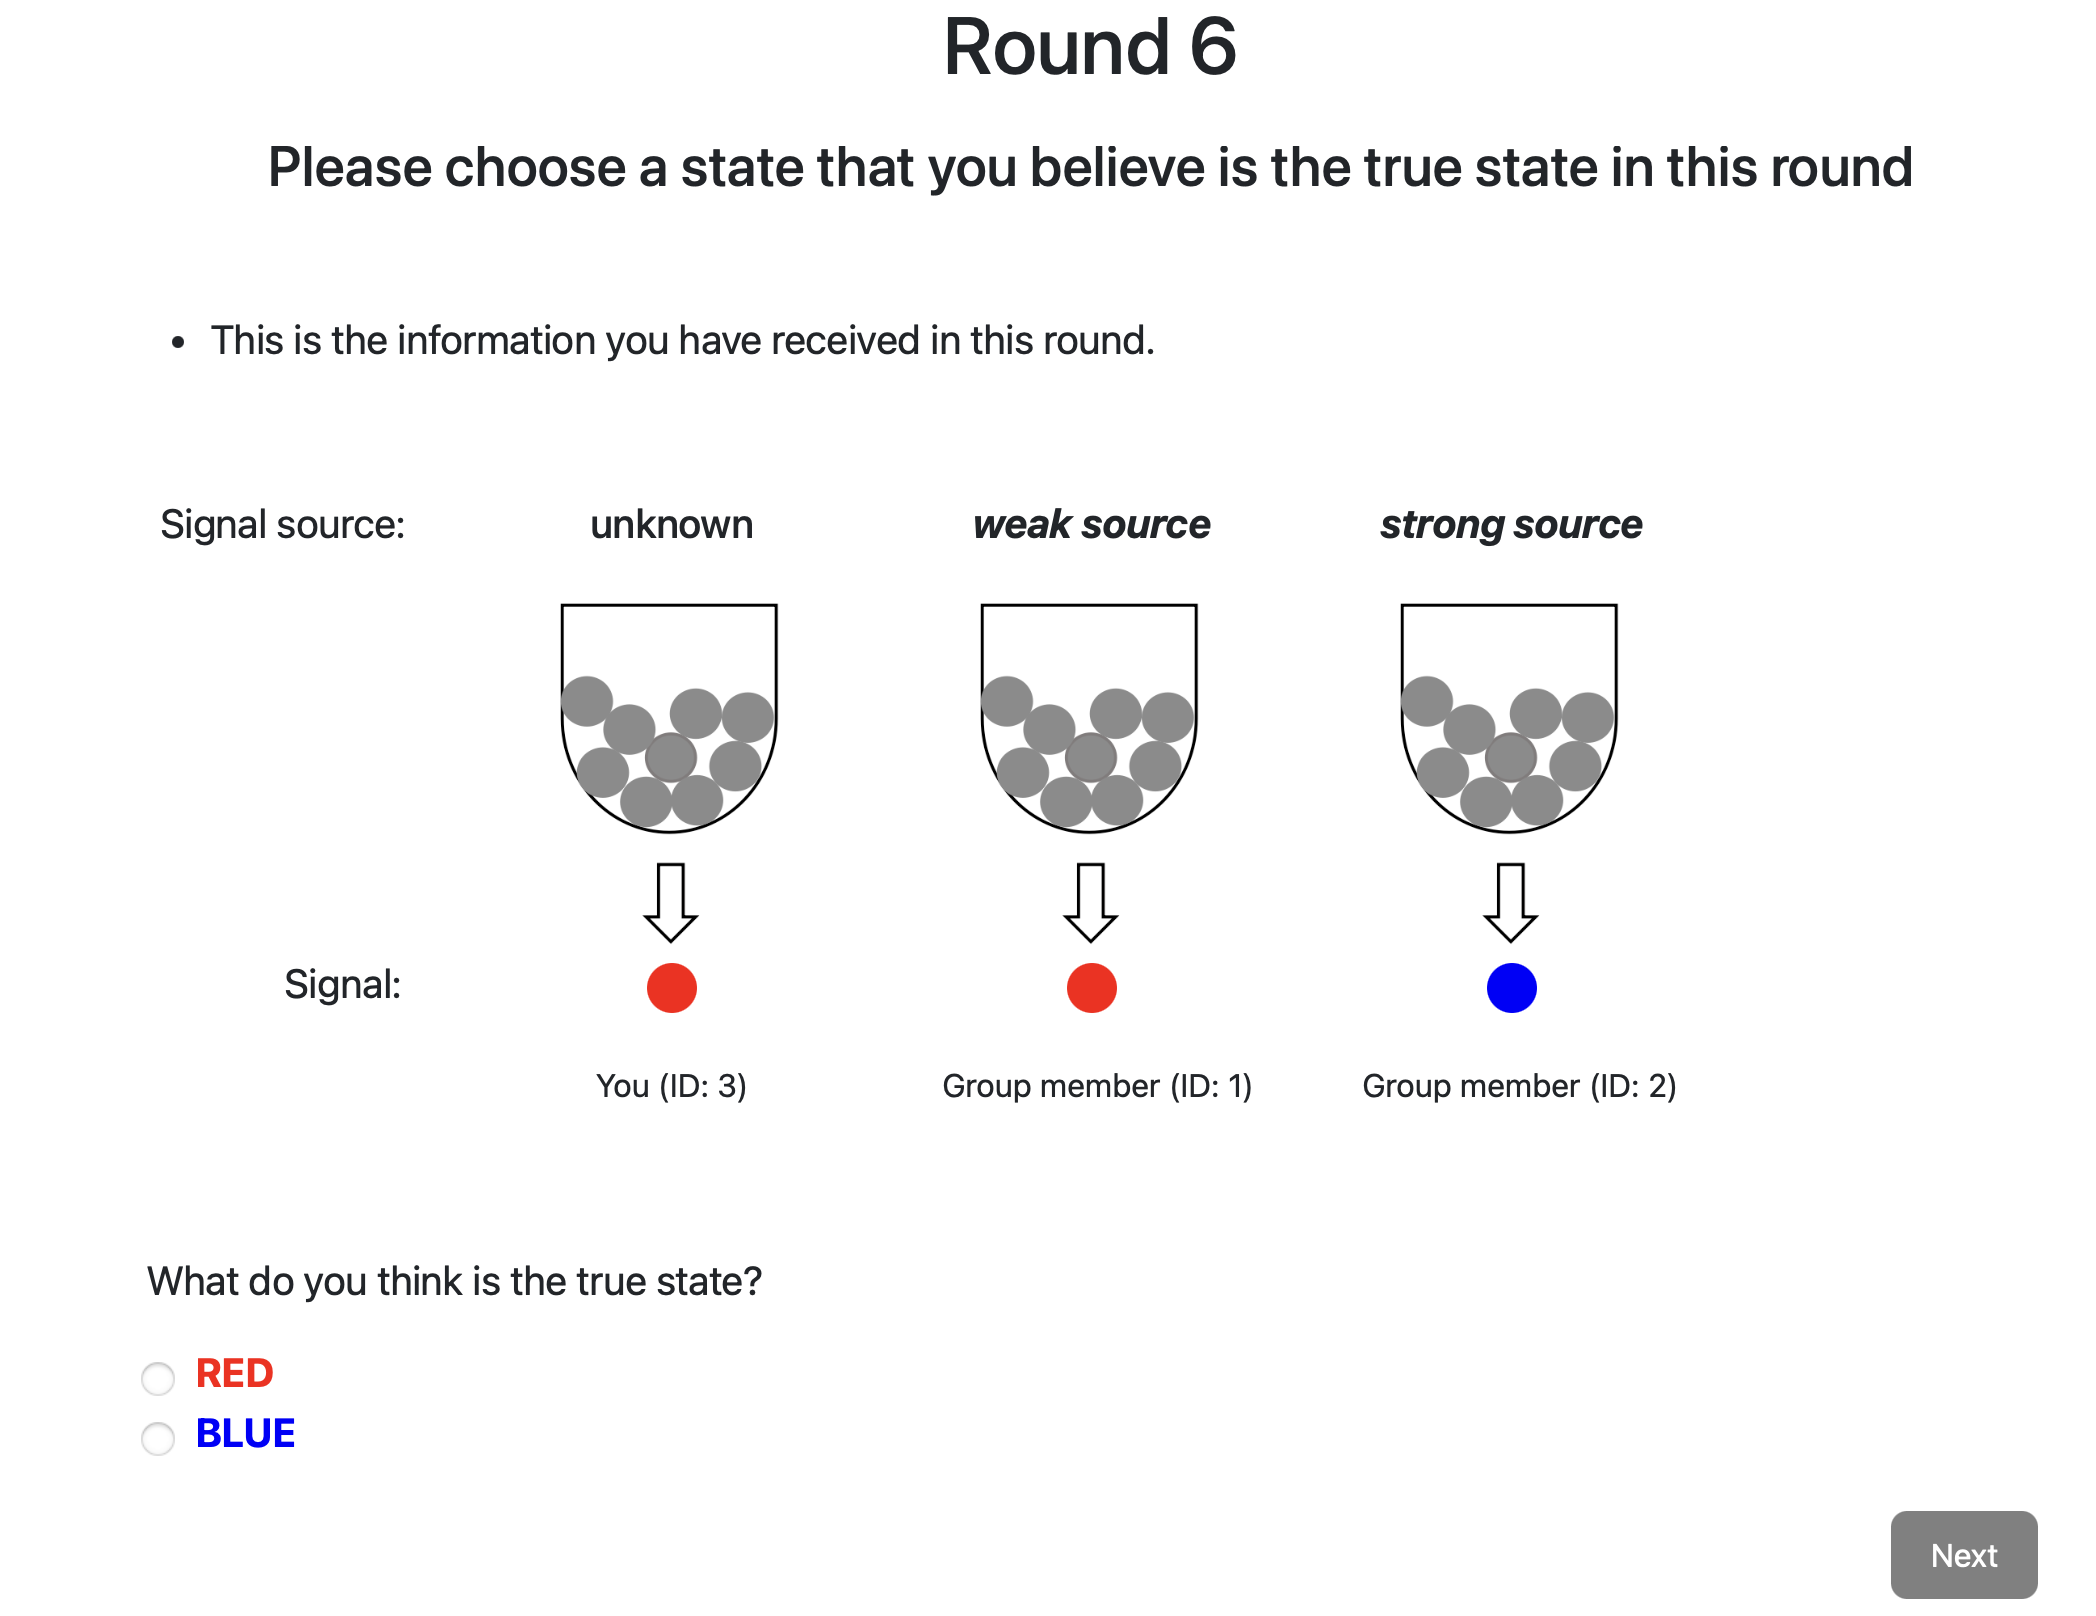 Round 6
Please choose a state that you believe is the true state in this round
• This is the information you have received in this round.
Signal source: unknown weak source strong source
Signal:
You (ID: 3) Group member (ID: 1) Group member (ID: 2)
What do you think is the true state?
RED
BLUE
Next